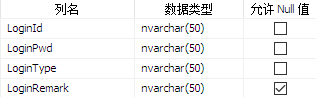 列名 数据类型 允许 Null 值
LoginId nvarchar(50)
LoginPwd nvarchar(50)
LoginType nvarchar(50)
LoginRemark nvarchar(50)